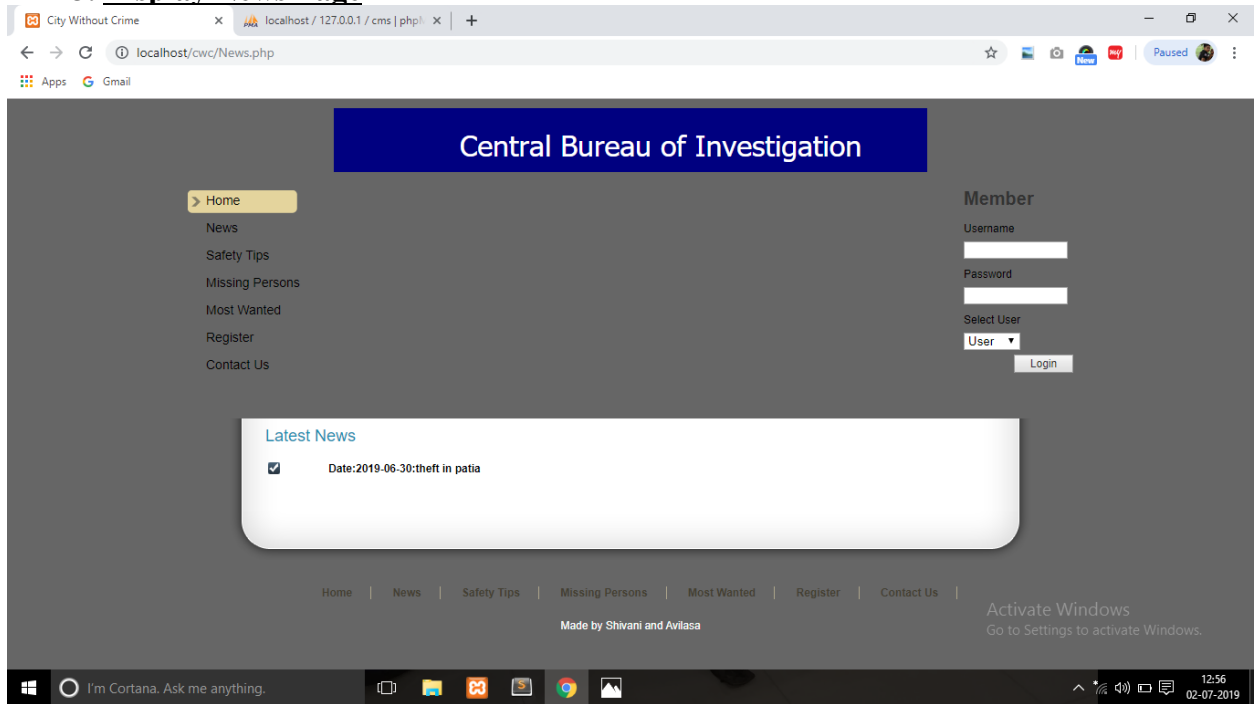 City Without Crime
localhost / 127.0.0.1 / cms | php
localhost/cwc/News.php
New
Paused
Apps
Gmail
Central Bureau of Investigation
Home
News
Safety Tips
Missing Persons
Most Wanted
Register
Contact Us
Member
Username
Password
Select User
User
Login
Latest News
Date:2019-06-30:theft in patia
Home | News | Safety Tips | Missing Persons | Most Wanted | Register | Contact Us |
Made by Shivani and Avilasa
Activate Windows
Go to Settings to activate Windows.
I'm Cortana. Ask me anything.
12:56
02-07-2019